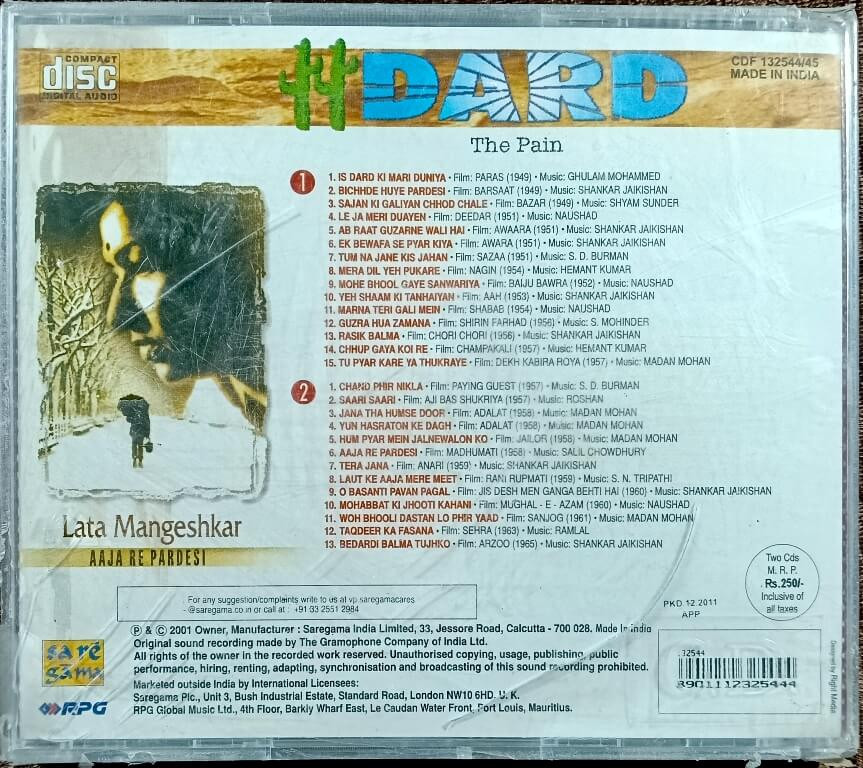 COMPACT
disc
DIGITAL AUDIO
DARD
CDF 132544/45
MADE IN INDIA
The Pain
1
1. IS DARD KI MARI DUNIYA • Film: PARAS (1949) • Music: GHULAM MOHAMMED
2. BICHHDE HUYE PARDESI • Film: BARSAAT (1949) • Music: SHANKAR JAIKISHAN
3. SAJAN KI GALIYAN CHHOD CHALE • Film: BAZAR (1949) • Music: SHYAM SUNDER
4. LE JA MERI DUAYEN • Film: DEEDAR (1951) • Music: NAUSHAD
5. AB RAAT GUZARNE WALI HAI • Film: AWAARA (1951) • Music: SHANKAR JAIKISHAN
6. EK BEWAFA SE PYAR KIYA • Film: AWARA (1951) • Music: SHANKAR JAIKISHAN
7. TUM NA JANE KIS JAHAN • Film: SAZAA (1951) • Music: S. D. BURMAN
8. MERA DIL YEH PUKARE • Film: NAGIN (1954) • Music: HEMANT KUMAR
9. MOHE BHOOL GAYE SANWARIYA • Film: BAIJU BAWRA (1952) • Music: NAUSHAD
10. YEH SHAAM KI TANHAIYAN • Film: AAH (1953) • Music: SHANKAR JAIKISHAN
11. MARNA TERI GALI MEIN • Film: SHABAB (1954) • Music: NAUSHAD
12. GUZRA HUA ZAMANA • Film: SHIRIN FARHAD (1956) • Music: S. MOHINDER
13. RASIK BALMA • Film: CHORI CHORI (1956) • Music: SHANKAR JAIKISHAN
14. CHHUP GAYA KOI RE • Film: CHAMPAKALI (1957) • Music: HEMANT KUMAR
15. TU PYAR KARE YA THUKRAYE • Film: DEKH KABIRA ROYA (1957) • Music: MADAN MOHAN
2
1. CHAND PHIR NIKLA • Film: PAYING GUEST (1957) • Music: S. D. BURMAN
2. SAARI SAARI • Film: AJI BAS SHUKRIYA (1957) • Music: ROSHAN
3. JANA THA HUMSE DOOR • Film: ADALAT (1958) • Music: MADAN MOHAN
4. YUN HASRATON KE DAGH • Film: ADALAT (1958) • Music: MADAN MOHAN
5. HUM PYAR MEIN JALNEWALON KO • Film: JAILOR (1958) • Music: MADAN MOHAN
6. AAJA RE PARDESI • Film: MADHUMATI (1958) • Music: SALIL CHOWDHURY
7. TERA JANA • Film: ANARI (1959) • Music: SHANKAR JAIKISHAN
8. LAUT KE AAJA MERE MEET • Film: RANI RUPMATI (1959) • Music: S. N. TRIPATHI
9. O BASANTI PAVAN PAGAL • Film: JIS DESH MEN GANGA BEHTI HAI (1960) • Music: SHANKAR JAIKISHAN
10. MOHABBAT KI JHOOTI KAHANI • Film: MUGHAL - E - AZAM (1960) • Music: NAUSHAD
11. WOH BHOOLI DASTAN LO PHIR YAAD • Film: SANJOG (1961) • Music: MADAN MOHAN
12. TAQDEER KA FASANA • Film: SEHRA (1963) • Music: RAMLAL
13. BEDARDI BALMA TUJHKO • Film: ARZOO (1965) • Music: SHANKAR JAIKISHAN
Lata Mangeshkar
AAJA RE PARDESI
Two Cds
M. R. P.
Rs.250/-
Inclusive of
all taxes
For any suggestion/complaints write to us at vp.saregamacares
@saregama.co.in or call at : +91 33 2551 2984
PKD 12.2011
APP
℗ & © 2001 Owner, Manufacturer : Saregama India Limited, 33, Jessore Road, Calcutta - 700 028. Made in India
Original sound recording made by The Gramophone Company of India Ltd.
All rights of the owner in the recorded work reserved. Unauthorised copying, usage, publishing, public
performance, hiring, renting, adapting, synchronisation and broadcasting of this sound recording prohibited.
Marketed outside India by International Licensees:
Saregama Plc., Unit 3, Bush Industrial Estate, Standard Road, London NW10 6HD. U. K.
RPG Global Music Ltd., 4th Floor, Barkly Wharf East, Le Caudan Water Front, Port Louis, Mauritius.
sa re
ga ma
RPG
132544
8901112325444
Designed by Right Media